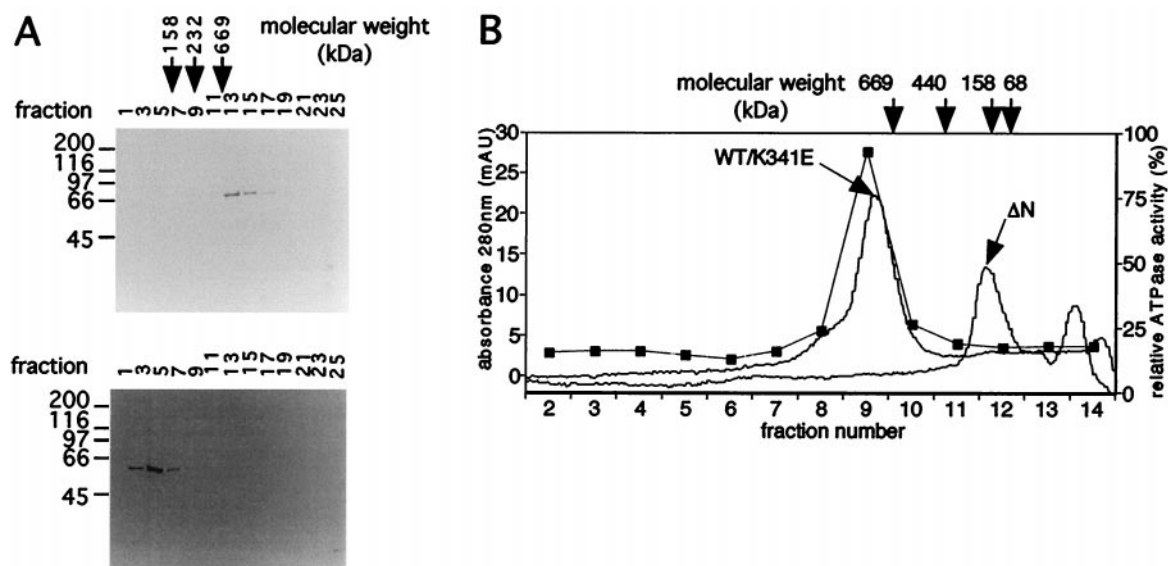 A
158 232 669 molecular weight
(kDa)
fraction 1 3 5 7 9 11 13 15 17 19 21 23 25
200
116
97
66
45
fraction 1 3 5 7 9 11 13 15 17 19 21 23 25
200
116
97
66
45
B
molecular weight 669 440 158 68
(kDa)
30
25
20
15
10
5
0
absorbance 280nm (mAU)
WT/K341E
ΔN
100
75
50
25
0
relative ATPase activity (%)
2 3 4 5 6 7 8 9 10 11 12 13 14
fraction number